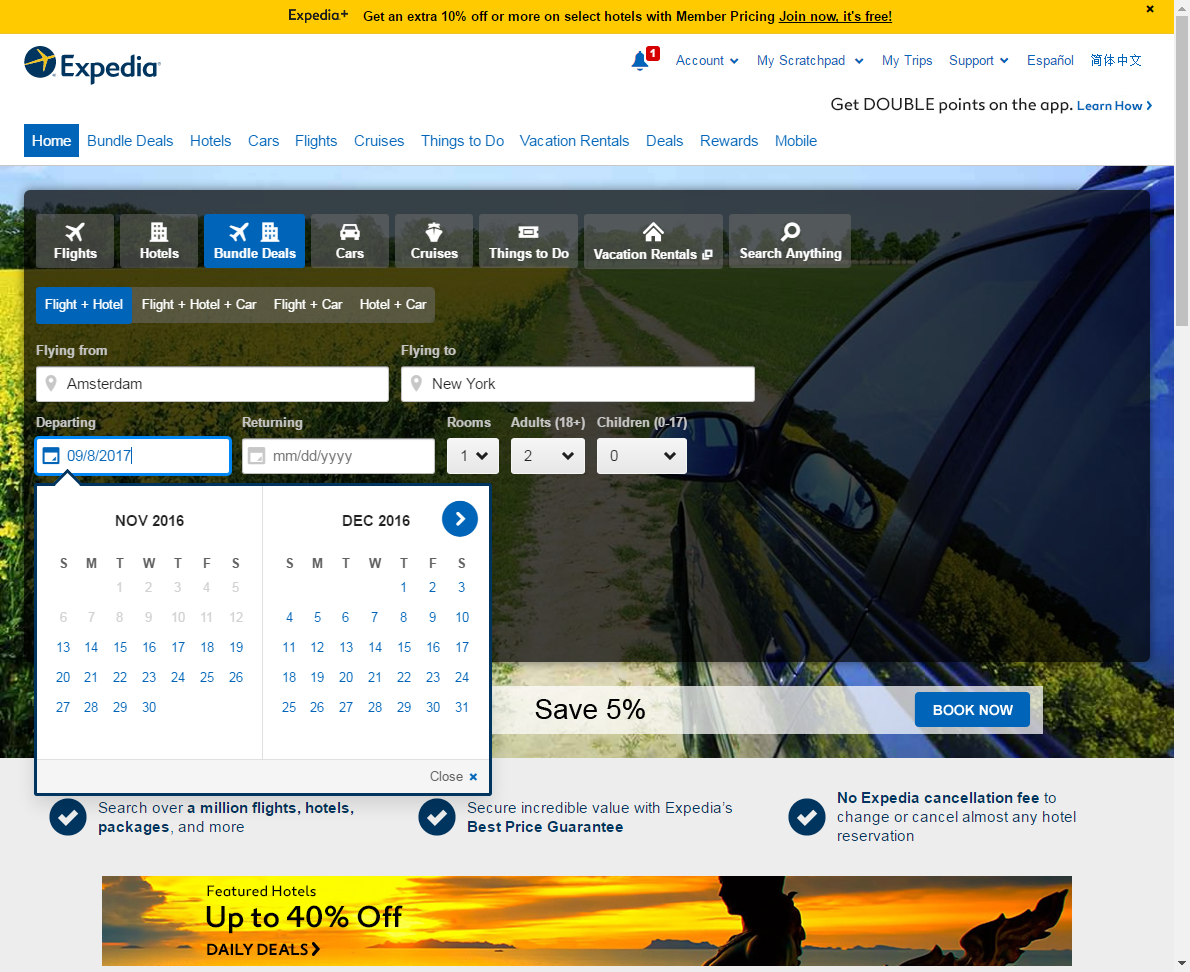 Expedia+ Get an extra 10% off or more on select hotels with Member Pricing Join now, it's free! ×
Expedia
1 Account My Scratchpad My Trips Support Español 简体中文
Get DOUBLE points on the app. Learn How
Home Bundle Deals Hotels Cars Flights Cruises Things to Do Vacation Rentals Deals Rewards Mobile
Flights Hotels Bundle Deals Cars Cruises Things to Do Vacation Rentals Search Anything
Flight + Hotel Flight + Hotel + Car Flight + Car Hotel + Car
Flying from Flying to
Amsterdam New York
Departing Returning Rooms Adults (18+) Children (0-17)
09/8/2017 mm/dd/yyyy 1 2 0
NOV 2016 DEC 2016
S M T W T F S S M T W T F S
1 2 3 4 5 1 2 3
6 7 8 9 10 11 12 4 5 6 7 8 9 10
13 14 15 16 17 18 19 11 12 13 14 15 16 17
20 21 22 23 24 25 26 18 19 20 21 22 23 24
27 28 29 30 25 26 27 28 29 30 31
Save 5% BOOK NOW
Close ×
Search over a million flights, hotels,
packages, and more
Secure incredible value with Expedia's
Best Price Guarantee
No Expedia cancellation fee to
change or cancel almost any hotel
reservation
Featured Hotels
Up to 40% Off
DAILY DEALS